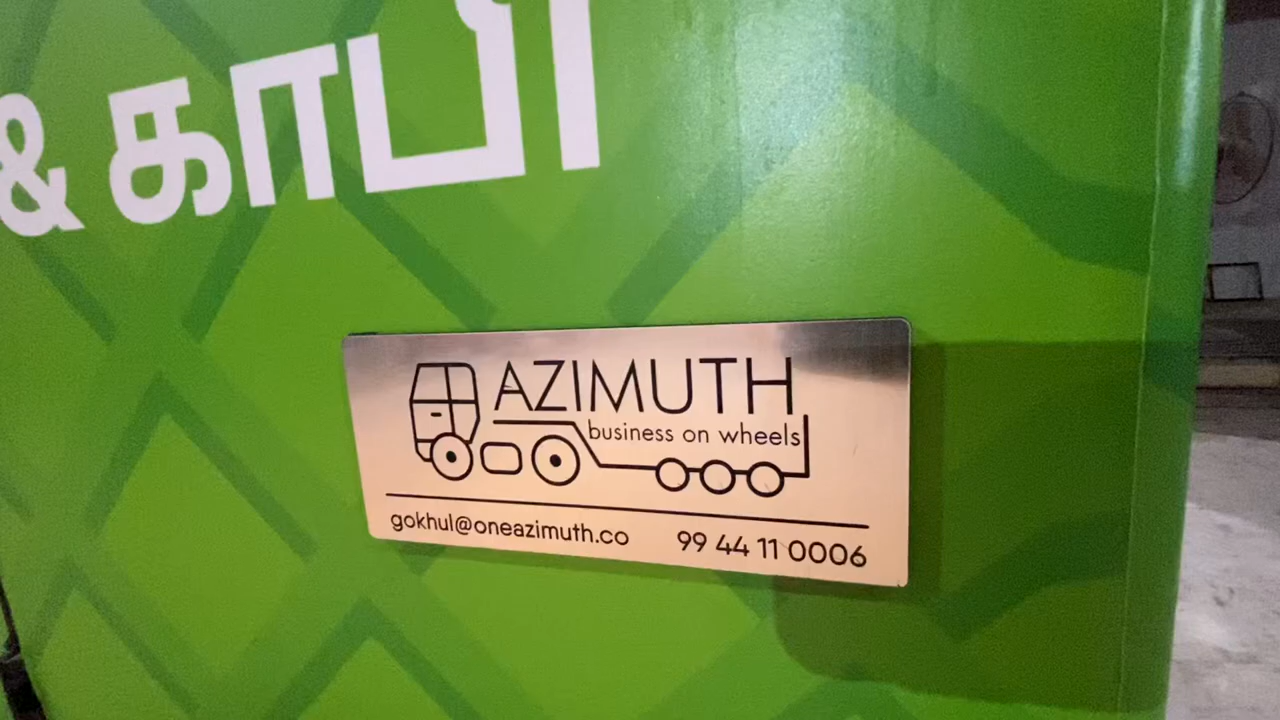 & காபி
AZIMUTH
business on wheels
gokhul@oneazimuth.co 99 44 11 0006